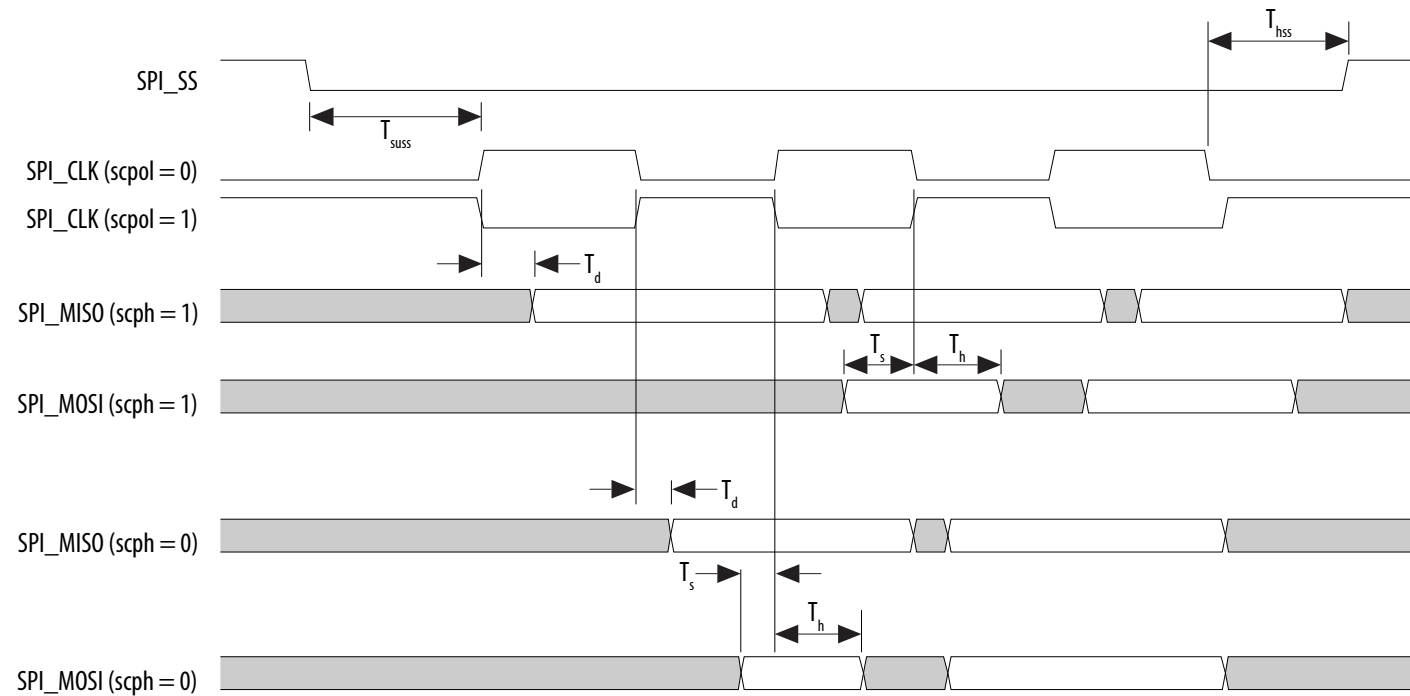 T_hss
SPI_SS
T_suss
SPI_CLK (scpol = 0)
SPI_CLK (scpol = 1)
T_d
SPI_MISO (scph = 1)
T_s T_h
SPI_MOSI (scph = 1)
T_d
SPI_MISO (scph = 0)
T_s
T_h
SPI_MOSI (scph = 0)